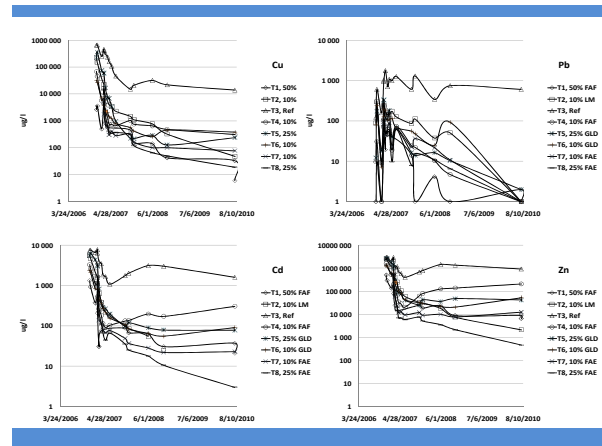 1000 000
100 000
10 000
1 000
100
10
1
ug/l
3/24/2006 4/28/2007 6/1/2008 7/6/2009 8/10/2010
Cu
T1, 50%
T2, 10%
T3, Ref
T4, 10%
T5, 25%
T6, 10%
T7, 10%
T8, 25%
10 000
1 000
100
10
1
ug/l
3/24/2006 4/28/2007 6/1/2008 7/6/2009 8/10/2010
Pb
T1, 50% FAF
T2, 10% LM
T3, Ref
T4, 10% FAF
T5, 25% GLD
T6, 10% GLD
T7, 10% FAE
T8, 25% FAE
10 000
1 000
100
10
1
ug/l
3/24/2006 4/28/2007 6/1/2008 7/6/2009 8/10/2010
Cd
T1, 50% FAF
T2, 10% LM
T3, Ref
T4, 10% FAF
T5, 25% GLD
T6, 10% GLD
T7, 10% FAE
T8, 25% FAE
10 000 000
1 000 000
100 000
10 000
1 000
100
10
1
ug/l
3/24/2006 4/28/2007 6/1/2008 7/6/2009 8/10/2010
Zn
T1, 50% FAF
T2, 10% LM
T3, Ref
T4, 10% FAF
T5, 25% GLD
T6, 10% GLD
T7, 10% FAE
T8, 25% FAE